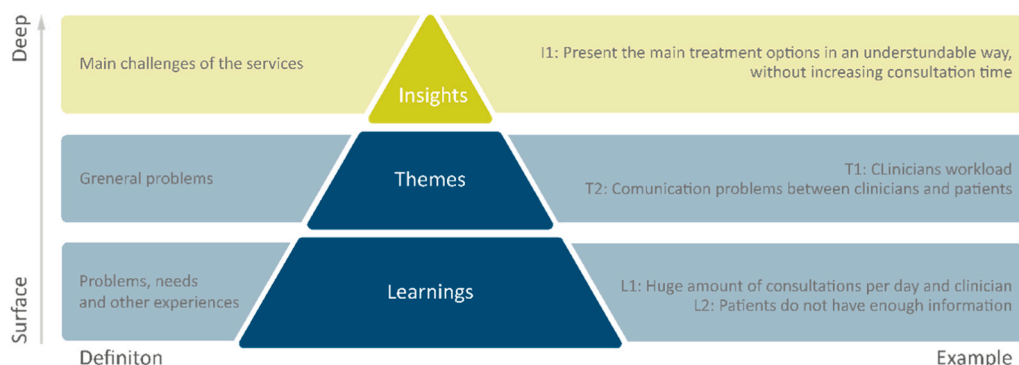 Deep
Main challenges of the services
Insights
I1: Present the main treatment options in an understundable way,
without increasing consultation time
Greneral problems
Themes
T1: CLinicians workload
T2: Comunication problems between clinicians and patients
Problems, needs
and other experiences
Learnings
L1: Huge amount of consultations per day and clinician
L2: Patients do not have enough information
Surface
Definiton
Example